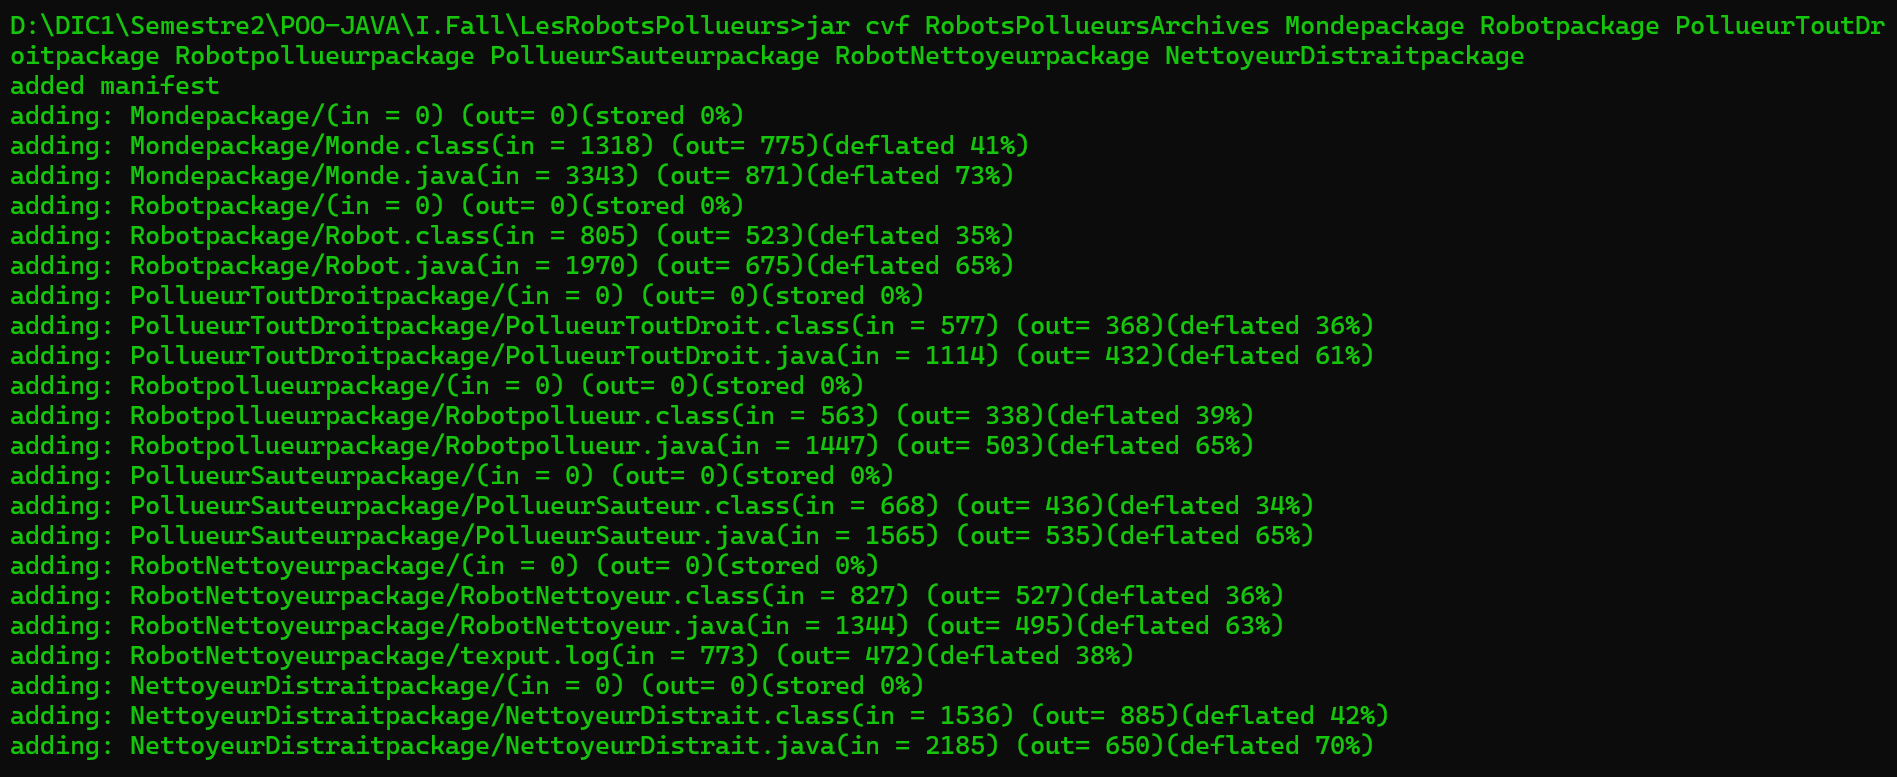 D:\DIC1\Semestre2\POO-JAVA\I.Fall\LesRobotsPollueurs>jar cvf RobotsPollueursArchives Mondepackage Robotpackage PollueurToutDr
oitpackage Robotpollueurpackage PollueurSauteurpackage RobotNettoyeurpackage NettoyeurDistraitpackage
added manifest
adding: Mondepackage/(in = 0) (out= 0)(stored 0%)
adding: Mondepackage/Monde.class(in = 1318) (out= 775)(deflated 41%)
adding: Mondepackage/Monde.java(in = 3343) (out= 871)(deflated 73%)
adding: Robotpackage/(in = 0) (out= 0)(stored 0%)
adding: Robotpackage/Robot.class(in = 805) (out= 523)(deflated 35%)
adding: Robotpackage/Robot.java(in = 1970) (out= 675)(deflated 65%)
adding: PollueurToutDroitpackage/(in = 0) (out= 0)(stored 0%)
adding: PollueurToutDroitpackage/PollueurToutDroit.class(in = 577) (out= 368)(deflated 36%)
adding: PollueurToutDroitpackage/PollueurToutDroit.java(in = 1114) (out= 432)(deflated 61%)
adding: Robotpollueurpackage/(in = 0) (out= 0)(stored 0%)
adding: Robotpollueurpackage/Robotpollueur.class(in = 563) (out= 338)(deflated 39%)
adding: Robotpollueurpackage/Robotpollueur.java(in = 1447) (out= 503)(deflated 65%)
adding: PollueurSauteurpackage/(in = 0) (out= 0)(stored 0%)
adding: PollueurSauteurpackage/PollueurSauteur.class(in = 668) (out= 436)(deflated 34%)
adding: PollueurSauteurpackage/PollueurSauteur.java(in = 1565) (out= 535)(deflated 65%)
adding: RobotNettoyeurpackage/(in = 0) (out= 0)(stored 0%)
adding: RobotNettoyeurpackage/RobotNettoyeur.class(in = 827) (out= 527)(deflated 36%)
adding: RobotNettoyeurpackage/RobotNettoyeur.java(in = 1344) (out= 495)(deflated 63%)
adding: RobotNettoyeurpackage/texput.log(in = 773) (out= 472)(deflated 38%)
adding: NettoyeurDistraitpackage/(in = 0) (out= 0)(stored 0%)
adding: NettoyeurDistraitpackage/NettoyeurDistrait.class(in = 1536) (out= 885)(deflated 42%)
adding: NettoyeurDistraitpackage/NettoyeurDistrait.java(in = 2185) (out= 650)(deflated 70%)